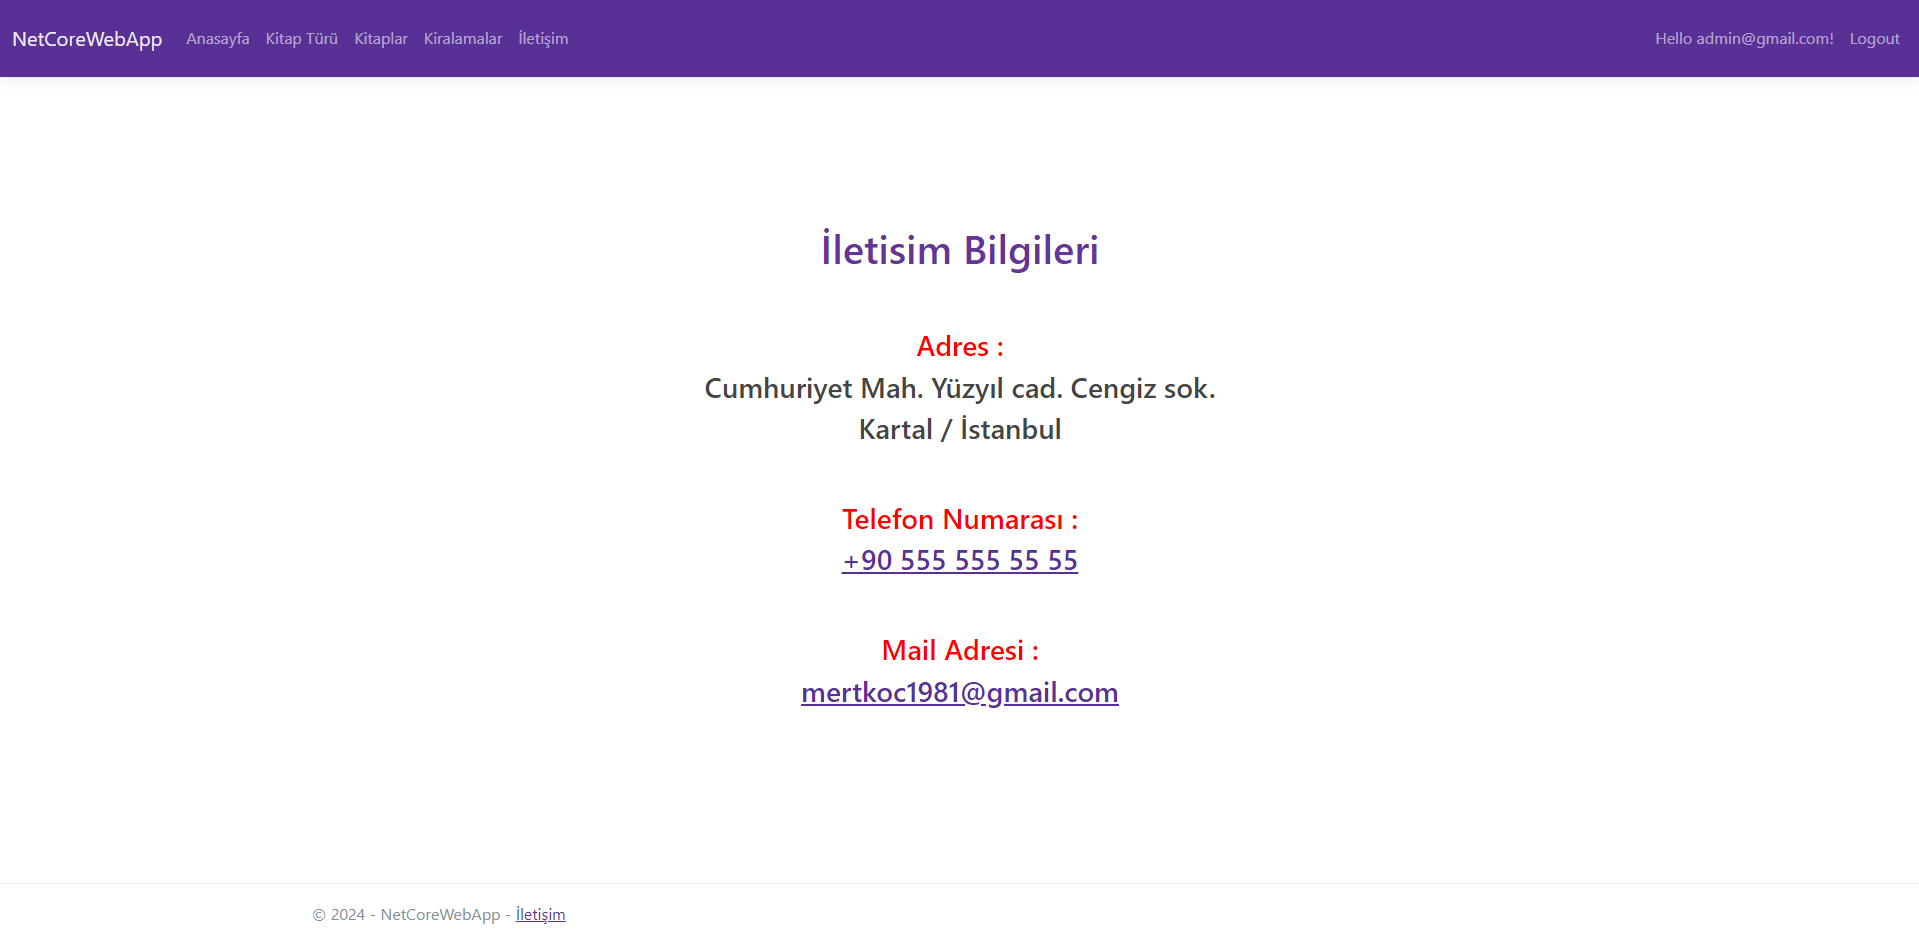 NetCoreWebApp Anasayfa Kitap Türü Kitaplar Kiralamalar İletişim Hello admin@gmail.com! Logout
İletisim Bilgileri
Adres :
Cumhuriyet Mah. Yüzyıl cad. Cengiz sok.
Kartal / İstanbul
Telefon Numarası :
+90 555 555 55 55
Mail Adresi :
mertkoc1981@gmail.com
© 2024 - NetCoreWebApp - İletişim